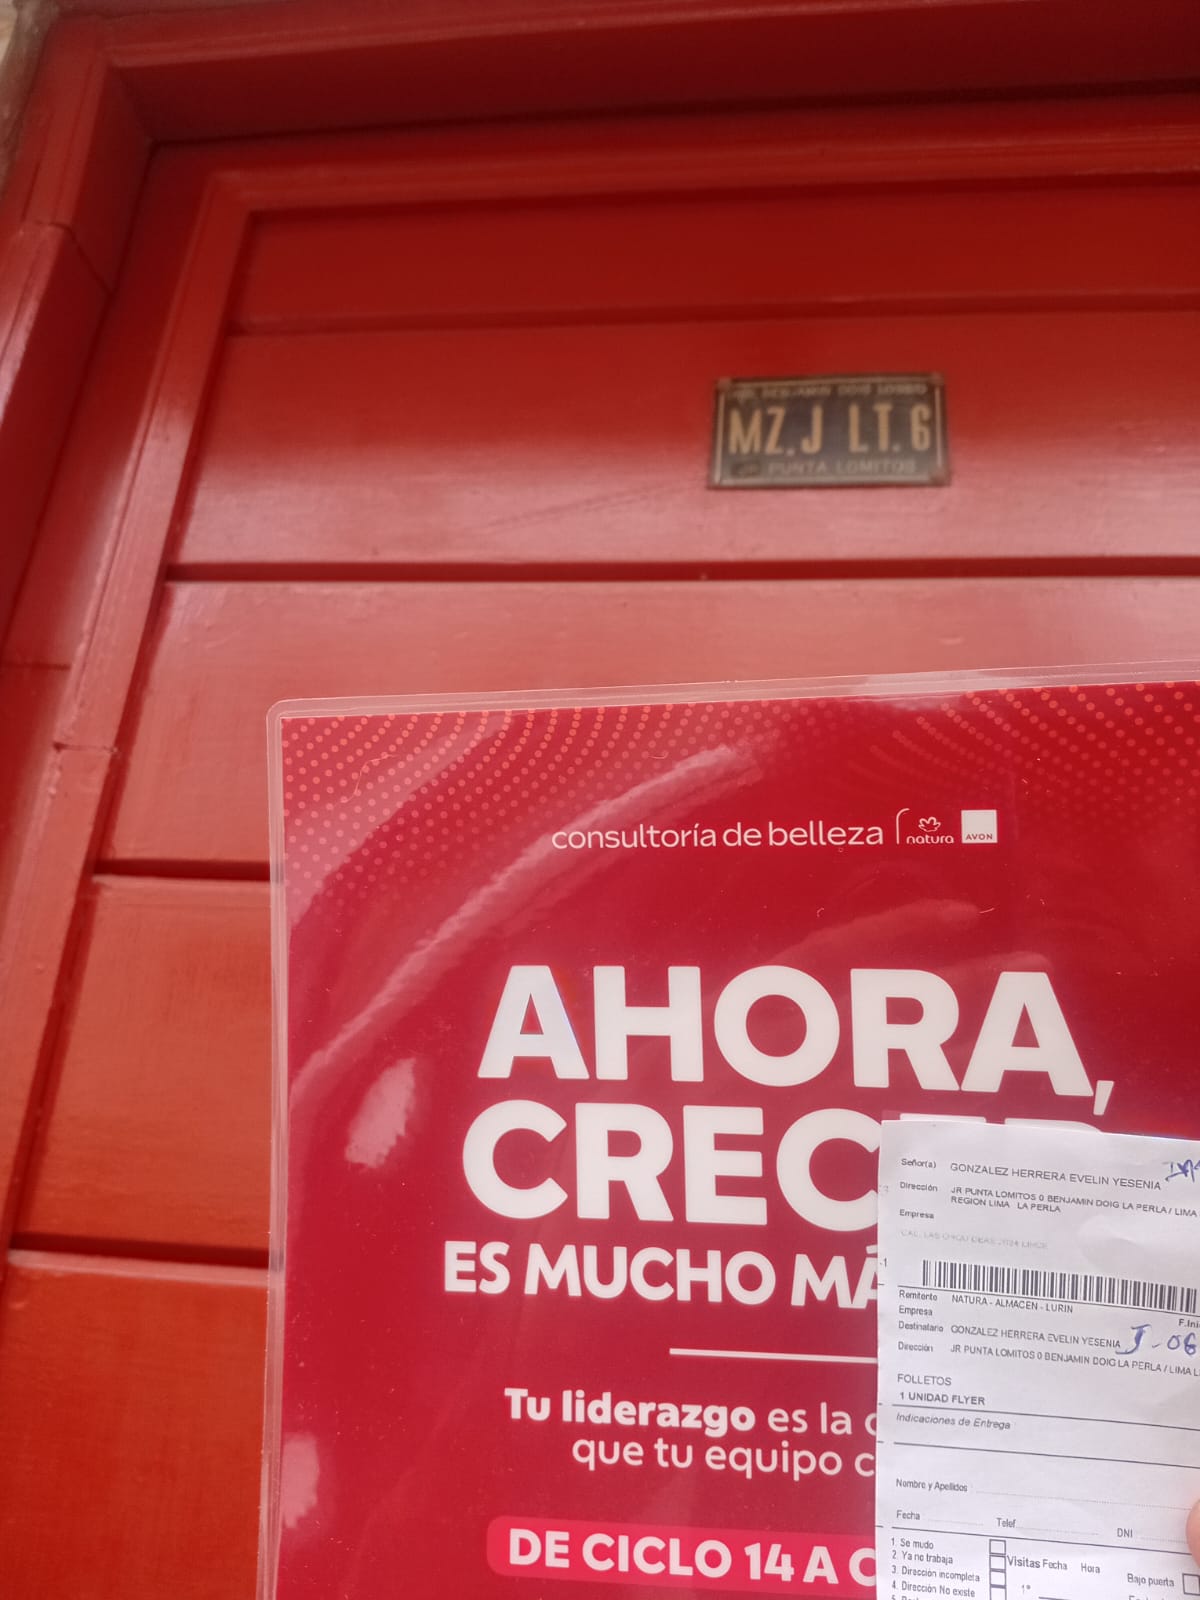 MZ. J LT. 6
JR PUNTA LOMITOS
consultoría de belleza natura AVON
AHORA,
CREC
ES MUCHO MÁ
Tu liderazgo es la
que tu equipo c
DE CICLO 14 A C
Señor(a) GONZALEZ HERRERA EVELIN YESENIA
Dirección JR PUNTA LOMITOS 0 BENJAMIN DOIG LA PERLA / LIMA
REGION LIMA LA PERLA
Empresa
Remitente NATURA - ALMACEN - LURIN
F.Ini
Empresa
Destinatario GONZALEZ HERRERA EVELIN YESENIA J - 06
Dirección JR PUNTA LOMITOS 0 BENJAMIN DOIG LA PERLA / LIMA L
FOLLETOS
1 UNIDAD FLYER
Indicaciones de Entrega
Nombre y Apellidos
Fecha Telef. DNI
1. Se mudo
2. Ya no trabaja Visitas Fecha Hora Bajo puerta
3. Dirección incompleta
4. Dirección No existe 1°